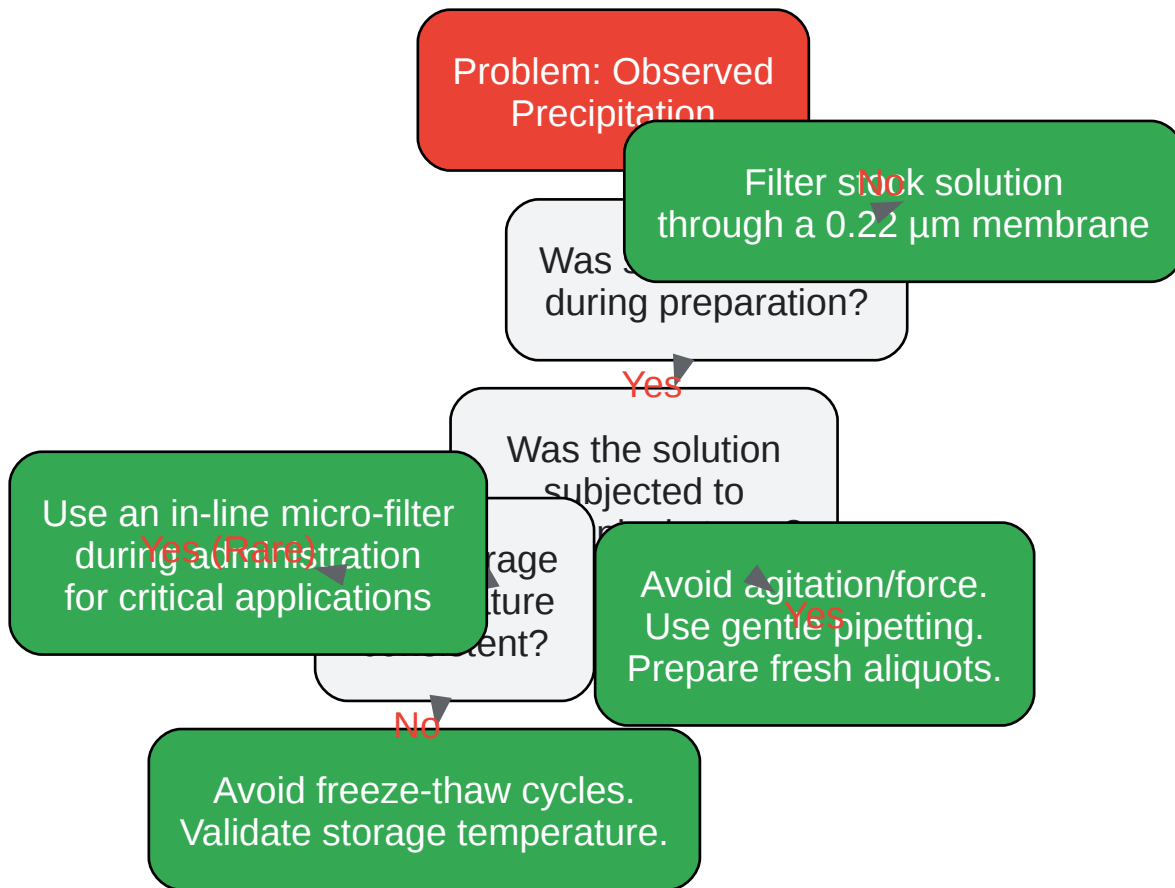 Problem: Observed
Precipitation
Filter stock solution
through a 0.22 µm membrane
No
Was
during preparation?
Yes
Was the solution
subjected to
Use an in-line micro-filter
during administration
for critical applications
Yes (Rare)
Avoid agitation/force.
Use gentle pipetting.
Prepare fresh aliquots.
Yes
No
Avoid freeze-thaw cycles.
Validate storage temperature.